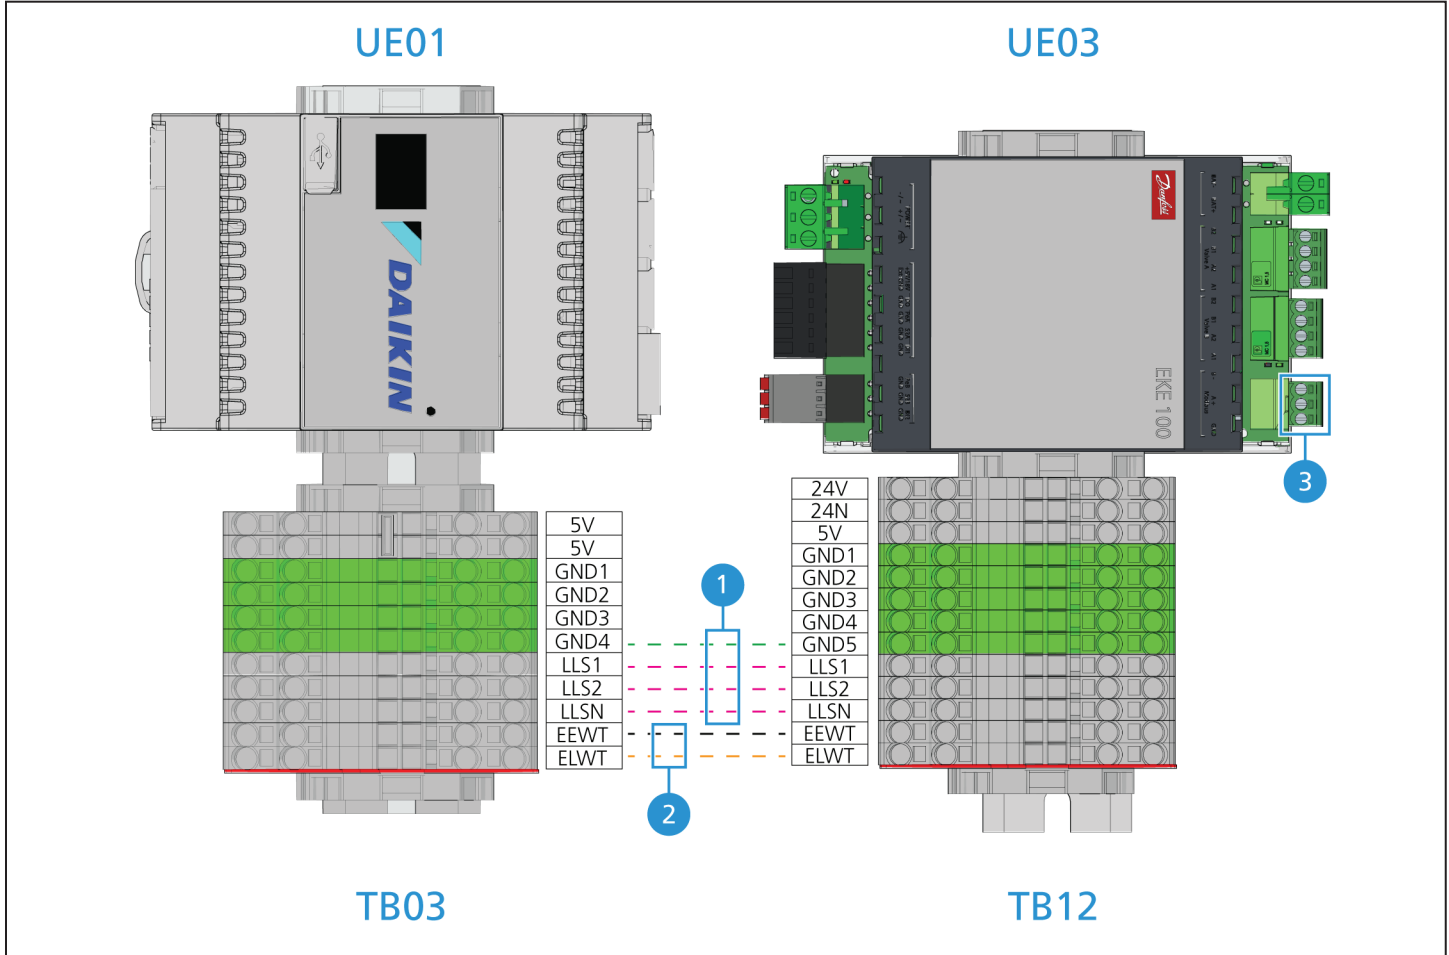 UE01
UE03
DAIKIN
Danfoss
EKE 100
3
5V
5V
GND1
GND2
GND3
GND4
LLS1
LLS2
LLSN
EEWT
ELWT
1
2
24V
24N
5V
GND1
GND2
GND3
GND4
GND5
LLS1
LLS2
LLSN
EEWT
ELWT
TB03
TB12